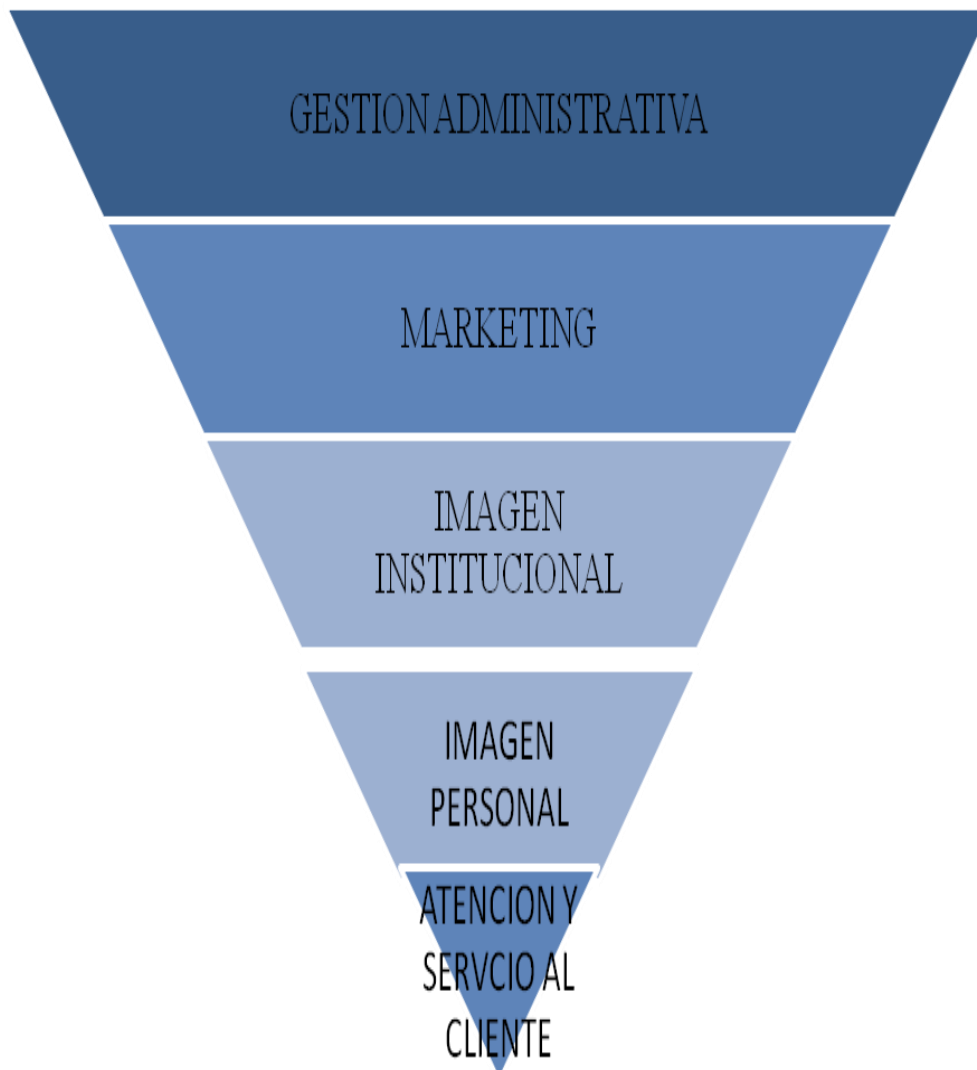 GESTION ADMINISTRATIVA
MARKETING
IMAGEN
INSTITUCIONAL
IMAGEN
PERSONAL
ATENCION Y
SERVCIO AL
CLIENTE